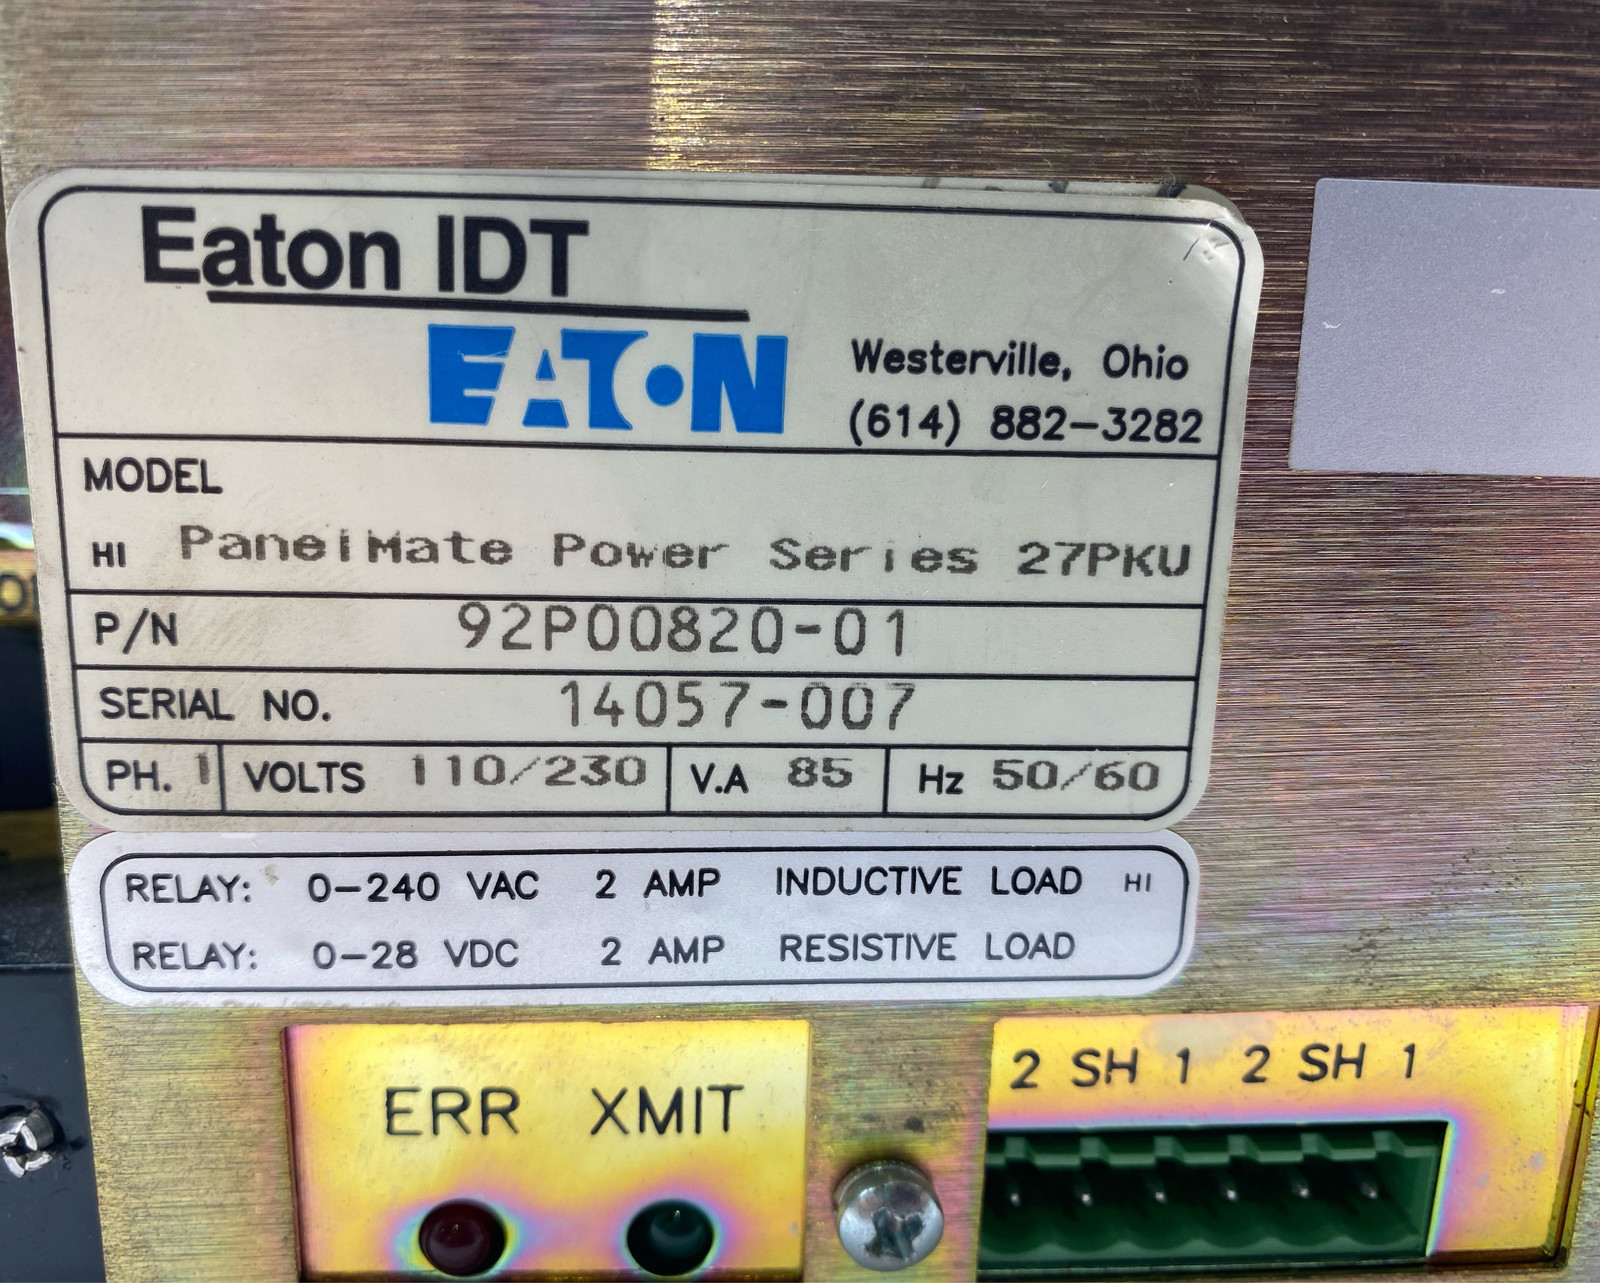 Eaton IDT
EATON
Westerville, Ohio
(614) 882-3282
MODEL
HI PanelMate Power Series 27PKU
P/N 92P00820-01
SERIAL NO. 14057-007
PH. 1 VOLTS 110/230 V.A 85 Hz 50/60
RELAY: 0-240 VAC 2 AMP INDUCTIVE LOAD HI
RELAY: 0-28 VDC 2 AMP RESISTIVE LOAD
ERR XMIT
2 SH 1 2 SH 1